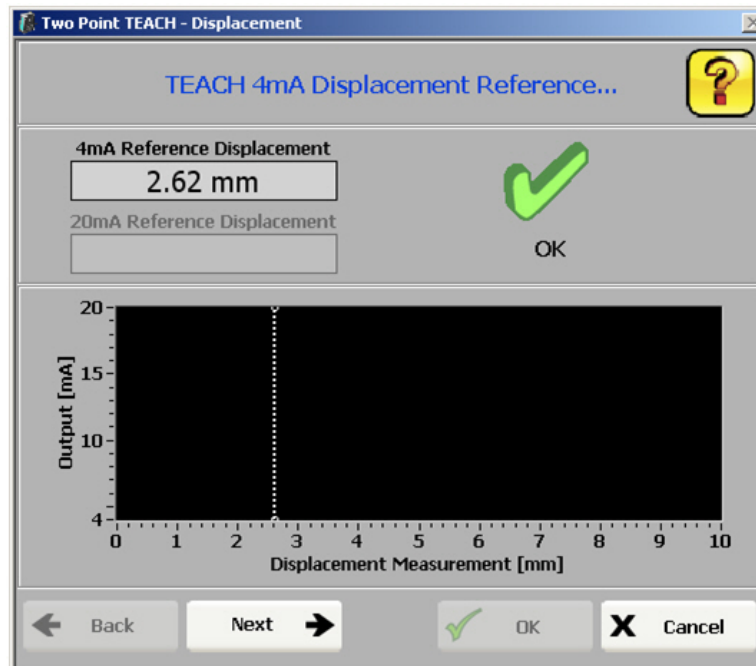 Two Point TEACH - Displacement
TEACH 4mA Displacement Reference...
4mA Reference Displacement
2.62 mm
20mA Reference Displacement
OK
20
15
10
4
Output [mA]
0 1 2 3 4 5 6 7 8 9 10
Displacement Measurement [mm]
Back Next OK Cancel